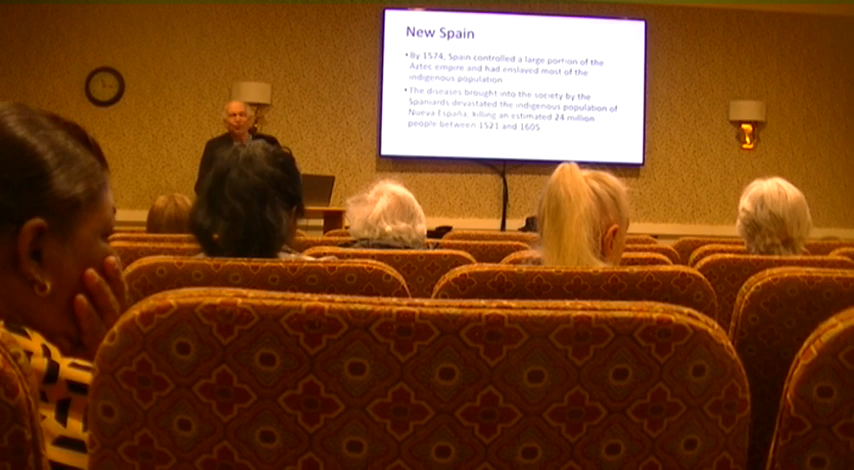 New Spain
• By 1574, Spain controlled a large portion of the
Aztec empire and had enslaved most of the
indigenous population
• The diseases brought into the society by the
Spaniards devastated the indigenous population of
Nueva España, killing an estimated 24 million
people between 1521 and 1605